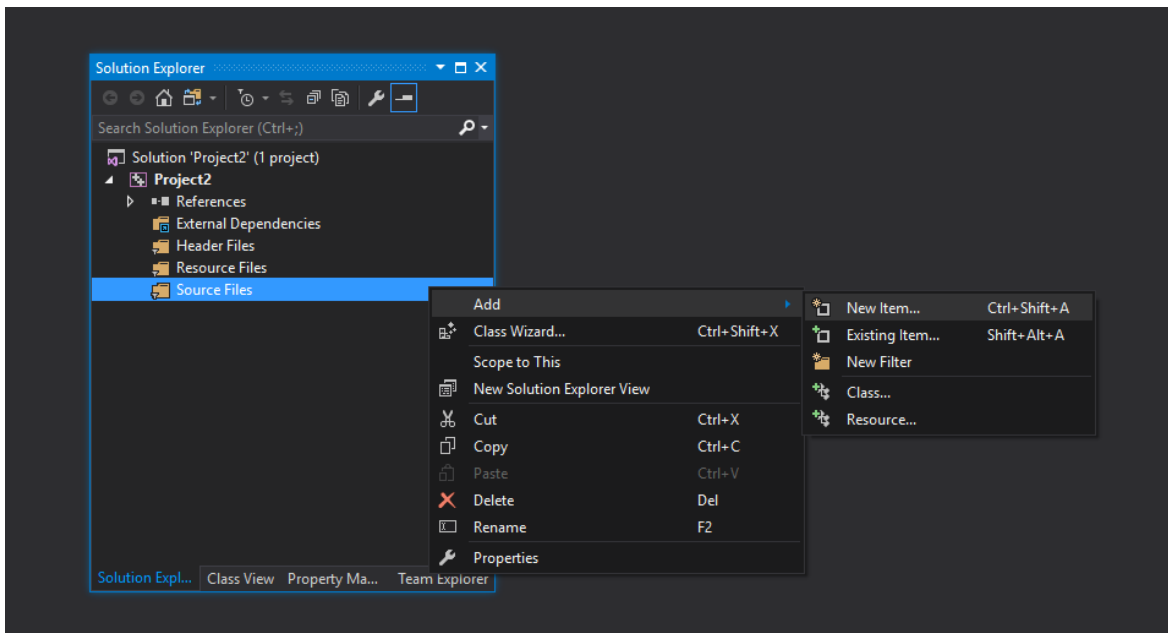 Solution Explorer
Search Solution Explorer (Ctrl+;)
Solution 'Project2' (1 project)
Project2
References
External Dependencies
Header Files
Resource Files
Source Files
Add
Class Wizard... Ctrl+Shift+X
Scope to This
New Solution Explorer View
Cut Ctrl+X
Copy Ctrl+C
Paste Ctrl+V
Delete Del
Rename F2
Properties
New Item... Ctrl+Shift+A
Existing Item... Shift+Alt+A
New Filter
Class...
Resource...
Solution Expl... Class View Property Ma... Team Explorer